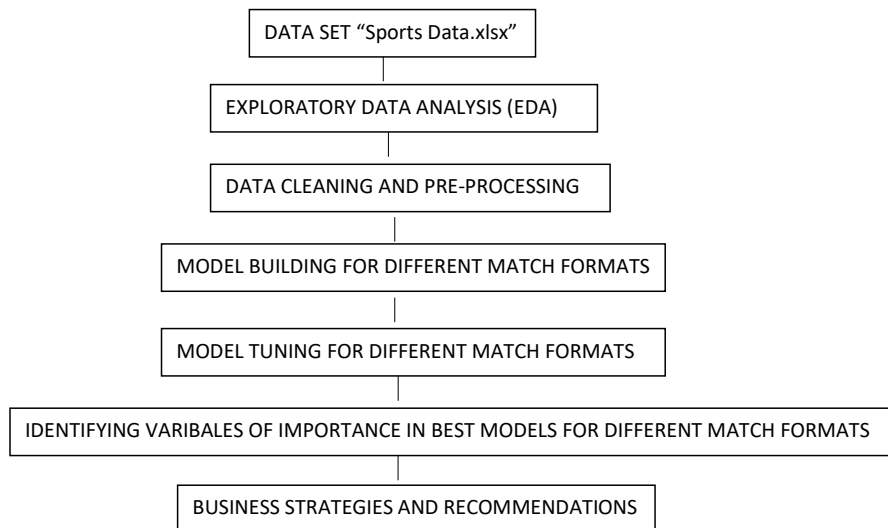 DATA SET “Sports Data.xlsx”
EXPLORATORY DATA ANALYSIS (EDA)
DATA CLEANING AND PRE-PROCESSING
MODEL BUILDING FOR DIFFERENT MATCH FORMATS
MODEL TUNING FOR DIFFERENT MATCH FORMATS
IDENTIFYING VARIBALES OF IMPORTANCE IN BEST MODELS FOR DIFFERENT MATCH FORMATS
BUSINESS STRATEGIES AND RECOMMENDATIONS